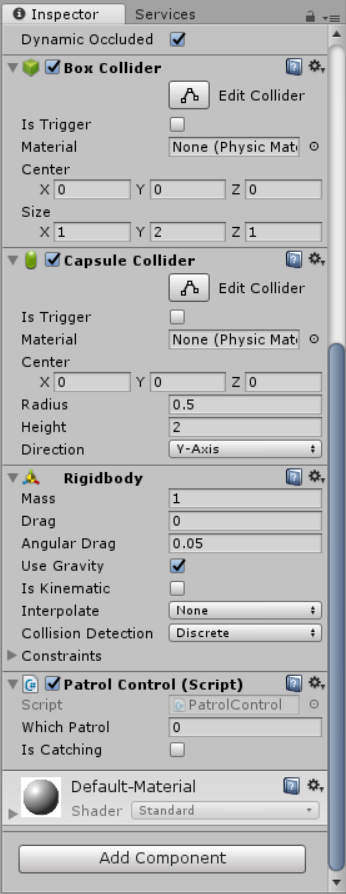 Inspector Services
Dynamic Occluded
Box Collider
Edit Collider
Is Trigger
Material None (Physic Mat
Center
X 0 Y 0 Z 0
Size
X 1 Y 2 Z 1
Capsule Collider
Edit Collider
Is Trigger
Material None (Physic Mat
Center
X 0 Y 0 Z 0
Radius 0.5
Height 2
Direction Y-Axis
Rigidbody
Mass 1
Drag 0
Angular Drag 0.05
Use Gravity
Is Kinematic
Interpolate None
Collision Detection Discrete
Constraints
C# Patrol Control (Script)
Script PatrolControl
Which Patrol 0
Is Catching
Default-Material
Shader Standard
Add Component